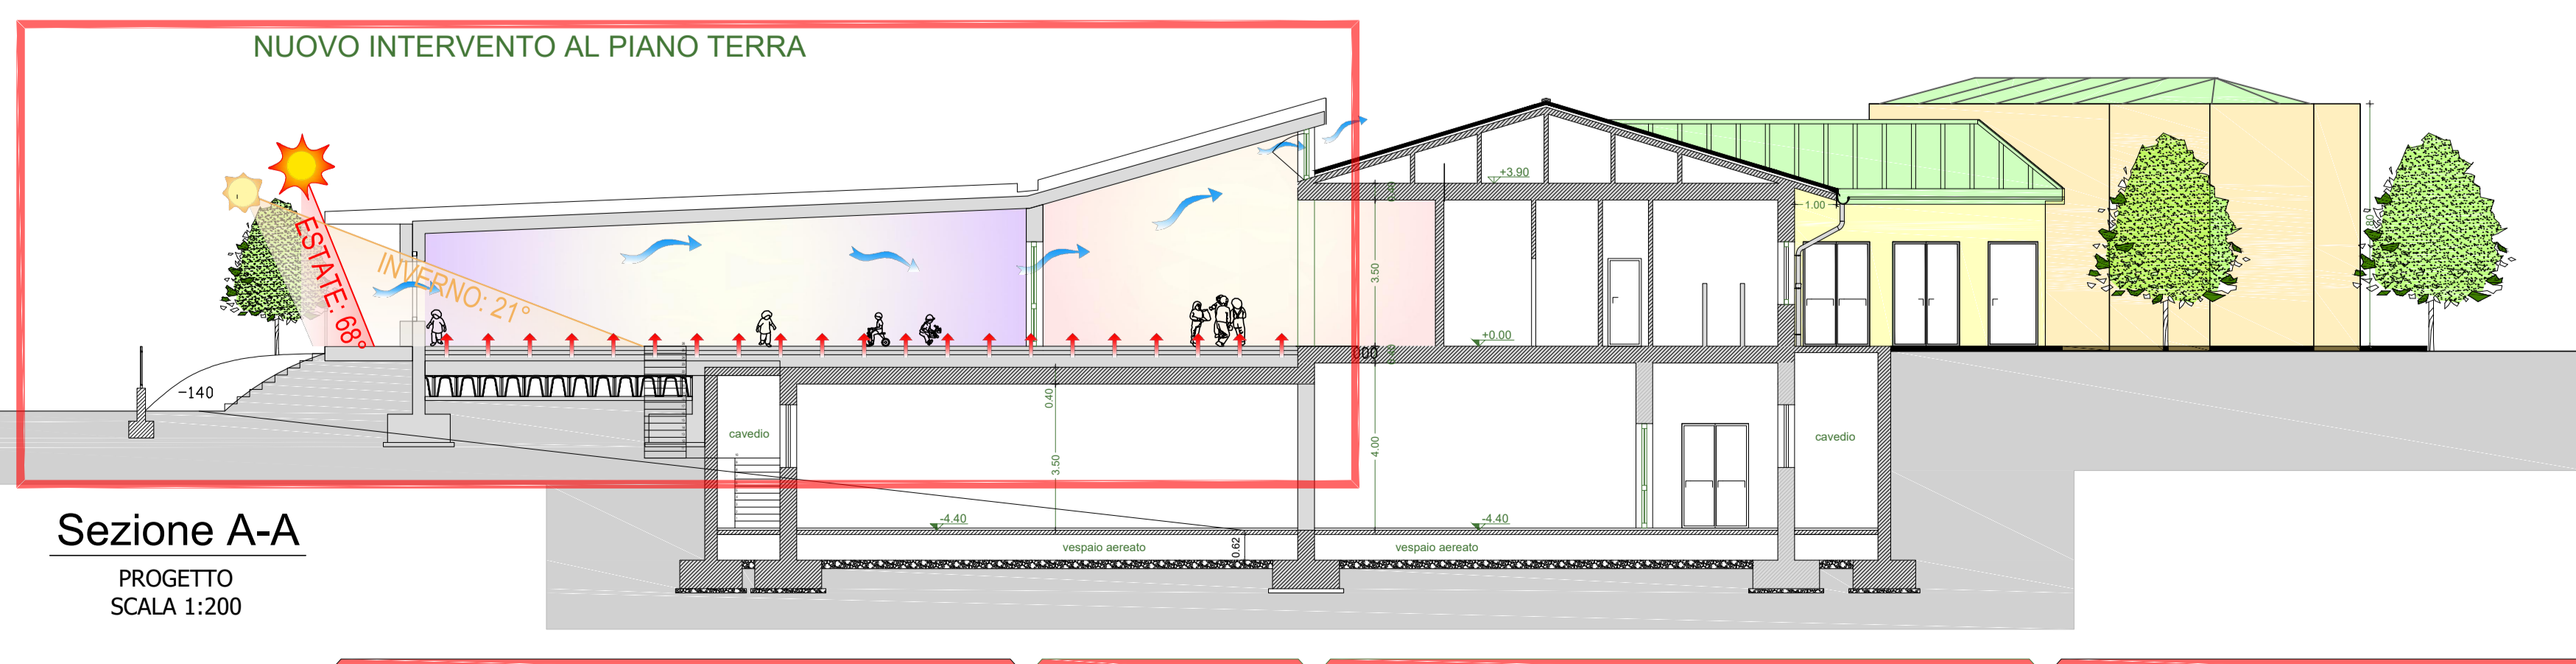 NUOVO INTERVENTO AL PIANO TERRA
ESTATE: 68°
INVERNO: 21°
+3.90
1.00
3.50
+0.00
000
-140
0.40
cavedio
3.50
4.00
cavedio
-4.40
-4.40
vespaio aereato
0.62
vespaio aereato
Sezione A-A
PROGETTO
SCALA 1:200